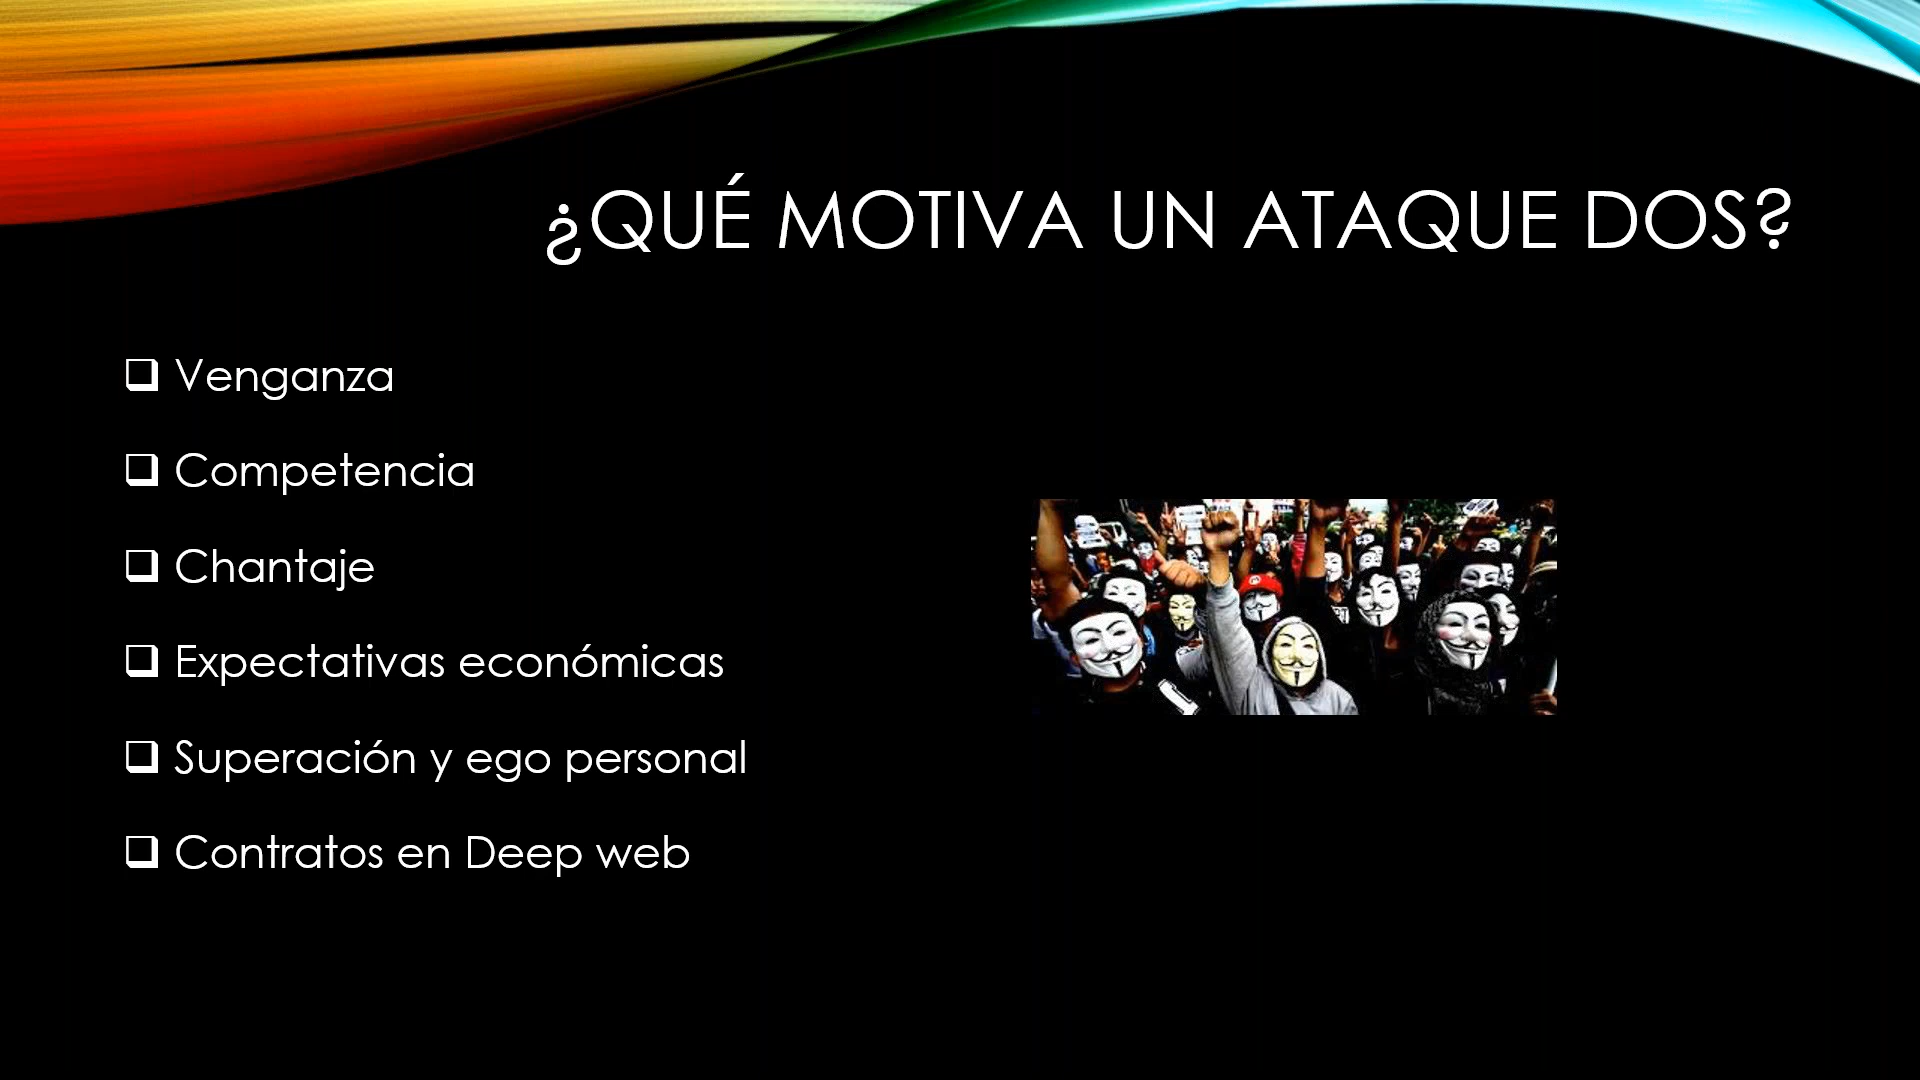 ¿QUÉ MOTIVA UN ATAQUE DOS?
Venganza
Competencia
Chantaje
Expectativas económicas
Superación y ego personal
Contratos en Deep web